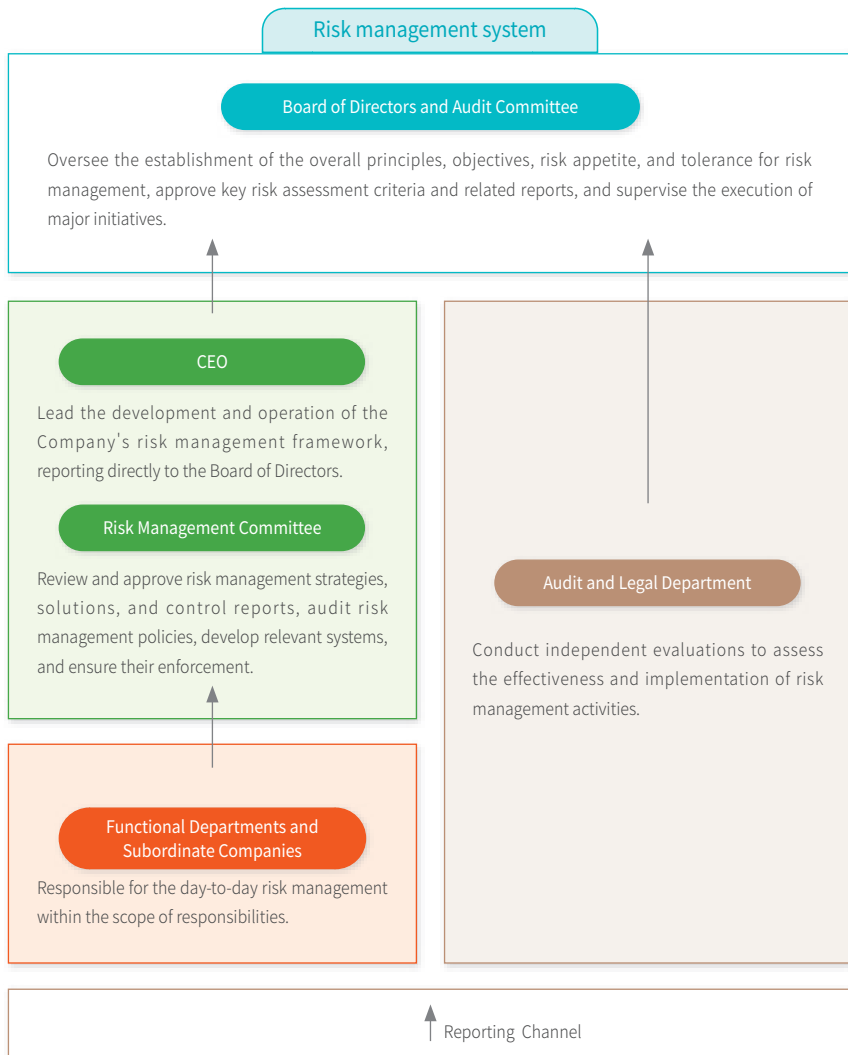 Risk management system
Board of Directors and Audit Committee
Oversee the establishment of the overall principles, objectives, risk appetite, and tolerance for risk
management, approve key risk assessment criteria and related reports, and supervise the execution of
major initiatives.
CEO
Lead the development and operation of the
Company's risk management framework,
reporting directly to the Board of Directors.
Risk Management Committee
Review and approve risk management strategies,
solutions, and control reports, audit risk
management policies, develop relevant systems,
and ensure their enforcement.
Functional Departments and
Subordinate Companies
Responsible for the day-to-day risk management
within the scope of responsibilities.
Audit and Legal Department
Conduct independent evaluations to assess
the effectiveness and implementation of risk
management activities.
Reporting Channel